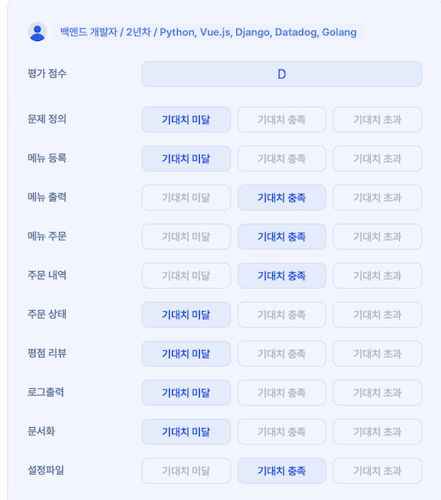 백엔드 개발자 / 2년차 / Python, Vue.js, Django, Datadog, Golang
평가 점수 D
문제 정의 기대치 미달 기대치 충족 기대치 초과
메뉴 등록 기대치 미달 기대치 충족 기대치 초과
메뉴 출력 기대치 미달 기대치 충족 기대치 초과
메뉴 주문 기대치 미달 기대치 충족 기대치 초과
주문 내역 기대치 미달 기대치 충족 기대치 초과
주문 상태 기대치 미달 기대치 충족 기대치 초과
평점 리뷰 기대치 미달 기대치 충족 기대치 초과
로그출력 기대치 미달 기대치 충족 기대치 초과
문서화 기대치 미달 기대치 충족 기대치 초과
설정파일 기대치 미달 기대치 충족 기대치 초과